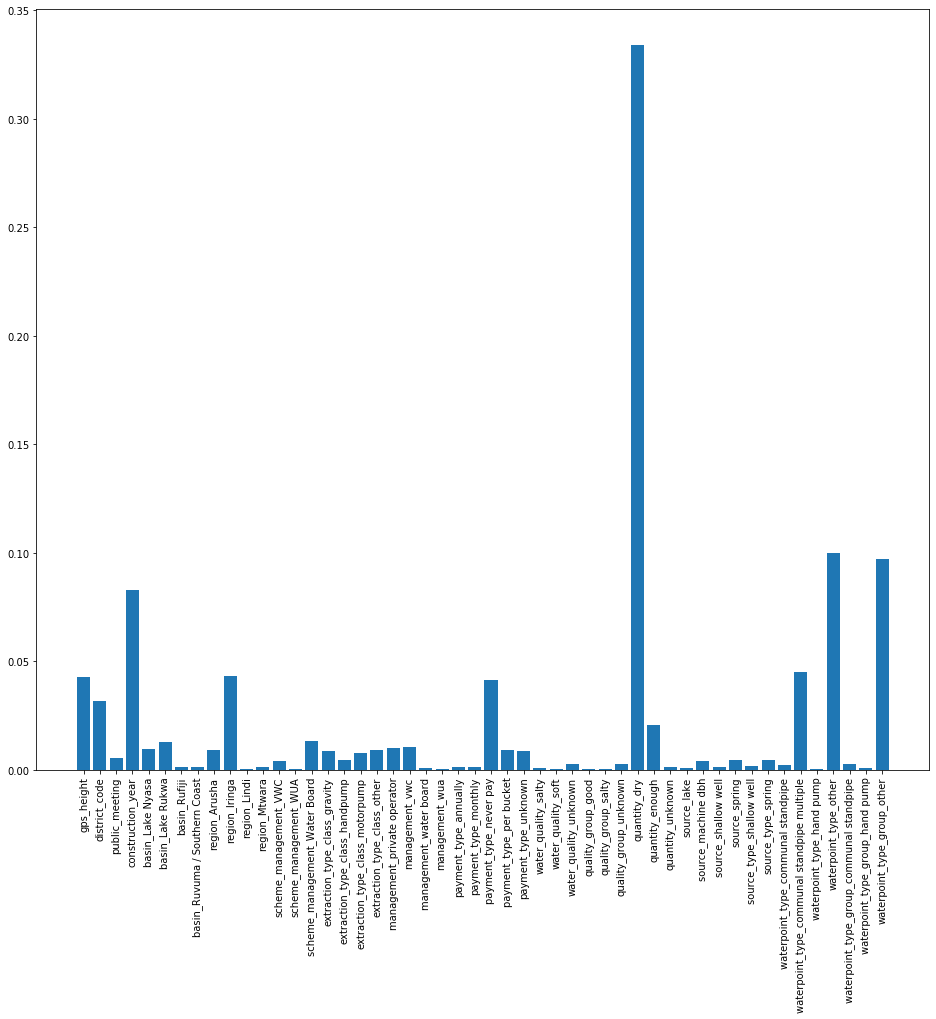 0.35
0.30
0.25
0.20
0.15
0.10
0.05
0.00
gps_height
district_code
public_meeting
construction_year
basin_Lake Nyasa
basin_Lake Rukwa
basin_Rufiji
basin_Ruvuma / Southern Coast
region_Arusha
region_Iringa
region_Lindi
region_Mtwara
scheme_management_VWC
scheme_management_WUA
scheme_management_Water Board
extraction_type_class_gravity
extraction_type_class_handpump
extraction_type_class_motorpump
extraction_type_class_other
management_private operator
management_vwc
management_water board
management_wua
payment_type_annually
payment_type_monthly
payment_type_never pay
payment_type_per bucket
payment_type_unknown
water_quality_salty
water_quality_soft
water_quality_unknown
quality_group_good
quality_group_salty
quality_group_unknown
quantity_dry
quantity_enough
quantity_unknown
source_lake
source_machine dbh
source_shallow well
source_spring
source_type_shallow well
source_type_spring
waterpoint_type_communal standpipe
waterpoint_type_communal standpipe multiple
waterpoint_type_hand pump
waterpoint_type_other
waterpoint_type_group_communal standpipe
waterpoint_type_group_hand pump
waterpoint_type_group_other